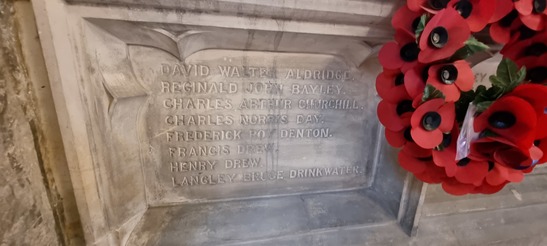 DAVID WALTER ALDRIDGE.
REGINALD JOHN BAYLEY.
CHARLES ARTHUR CHURCHILL.
CHARLES NORRIS DAY.
FREDERICK ROY DENTON.
FRANCIS DREW.
HENRY DREW.
LANGLEY BRUCE DRINKWATER.